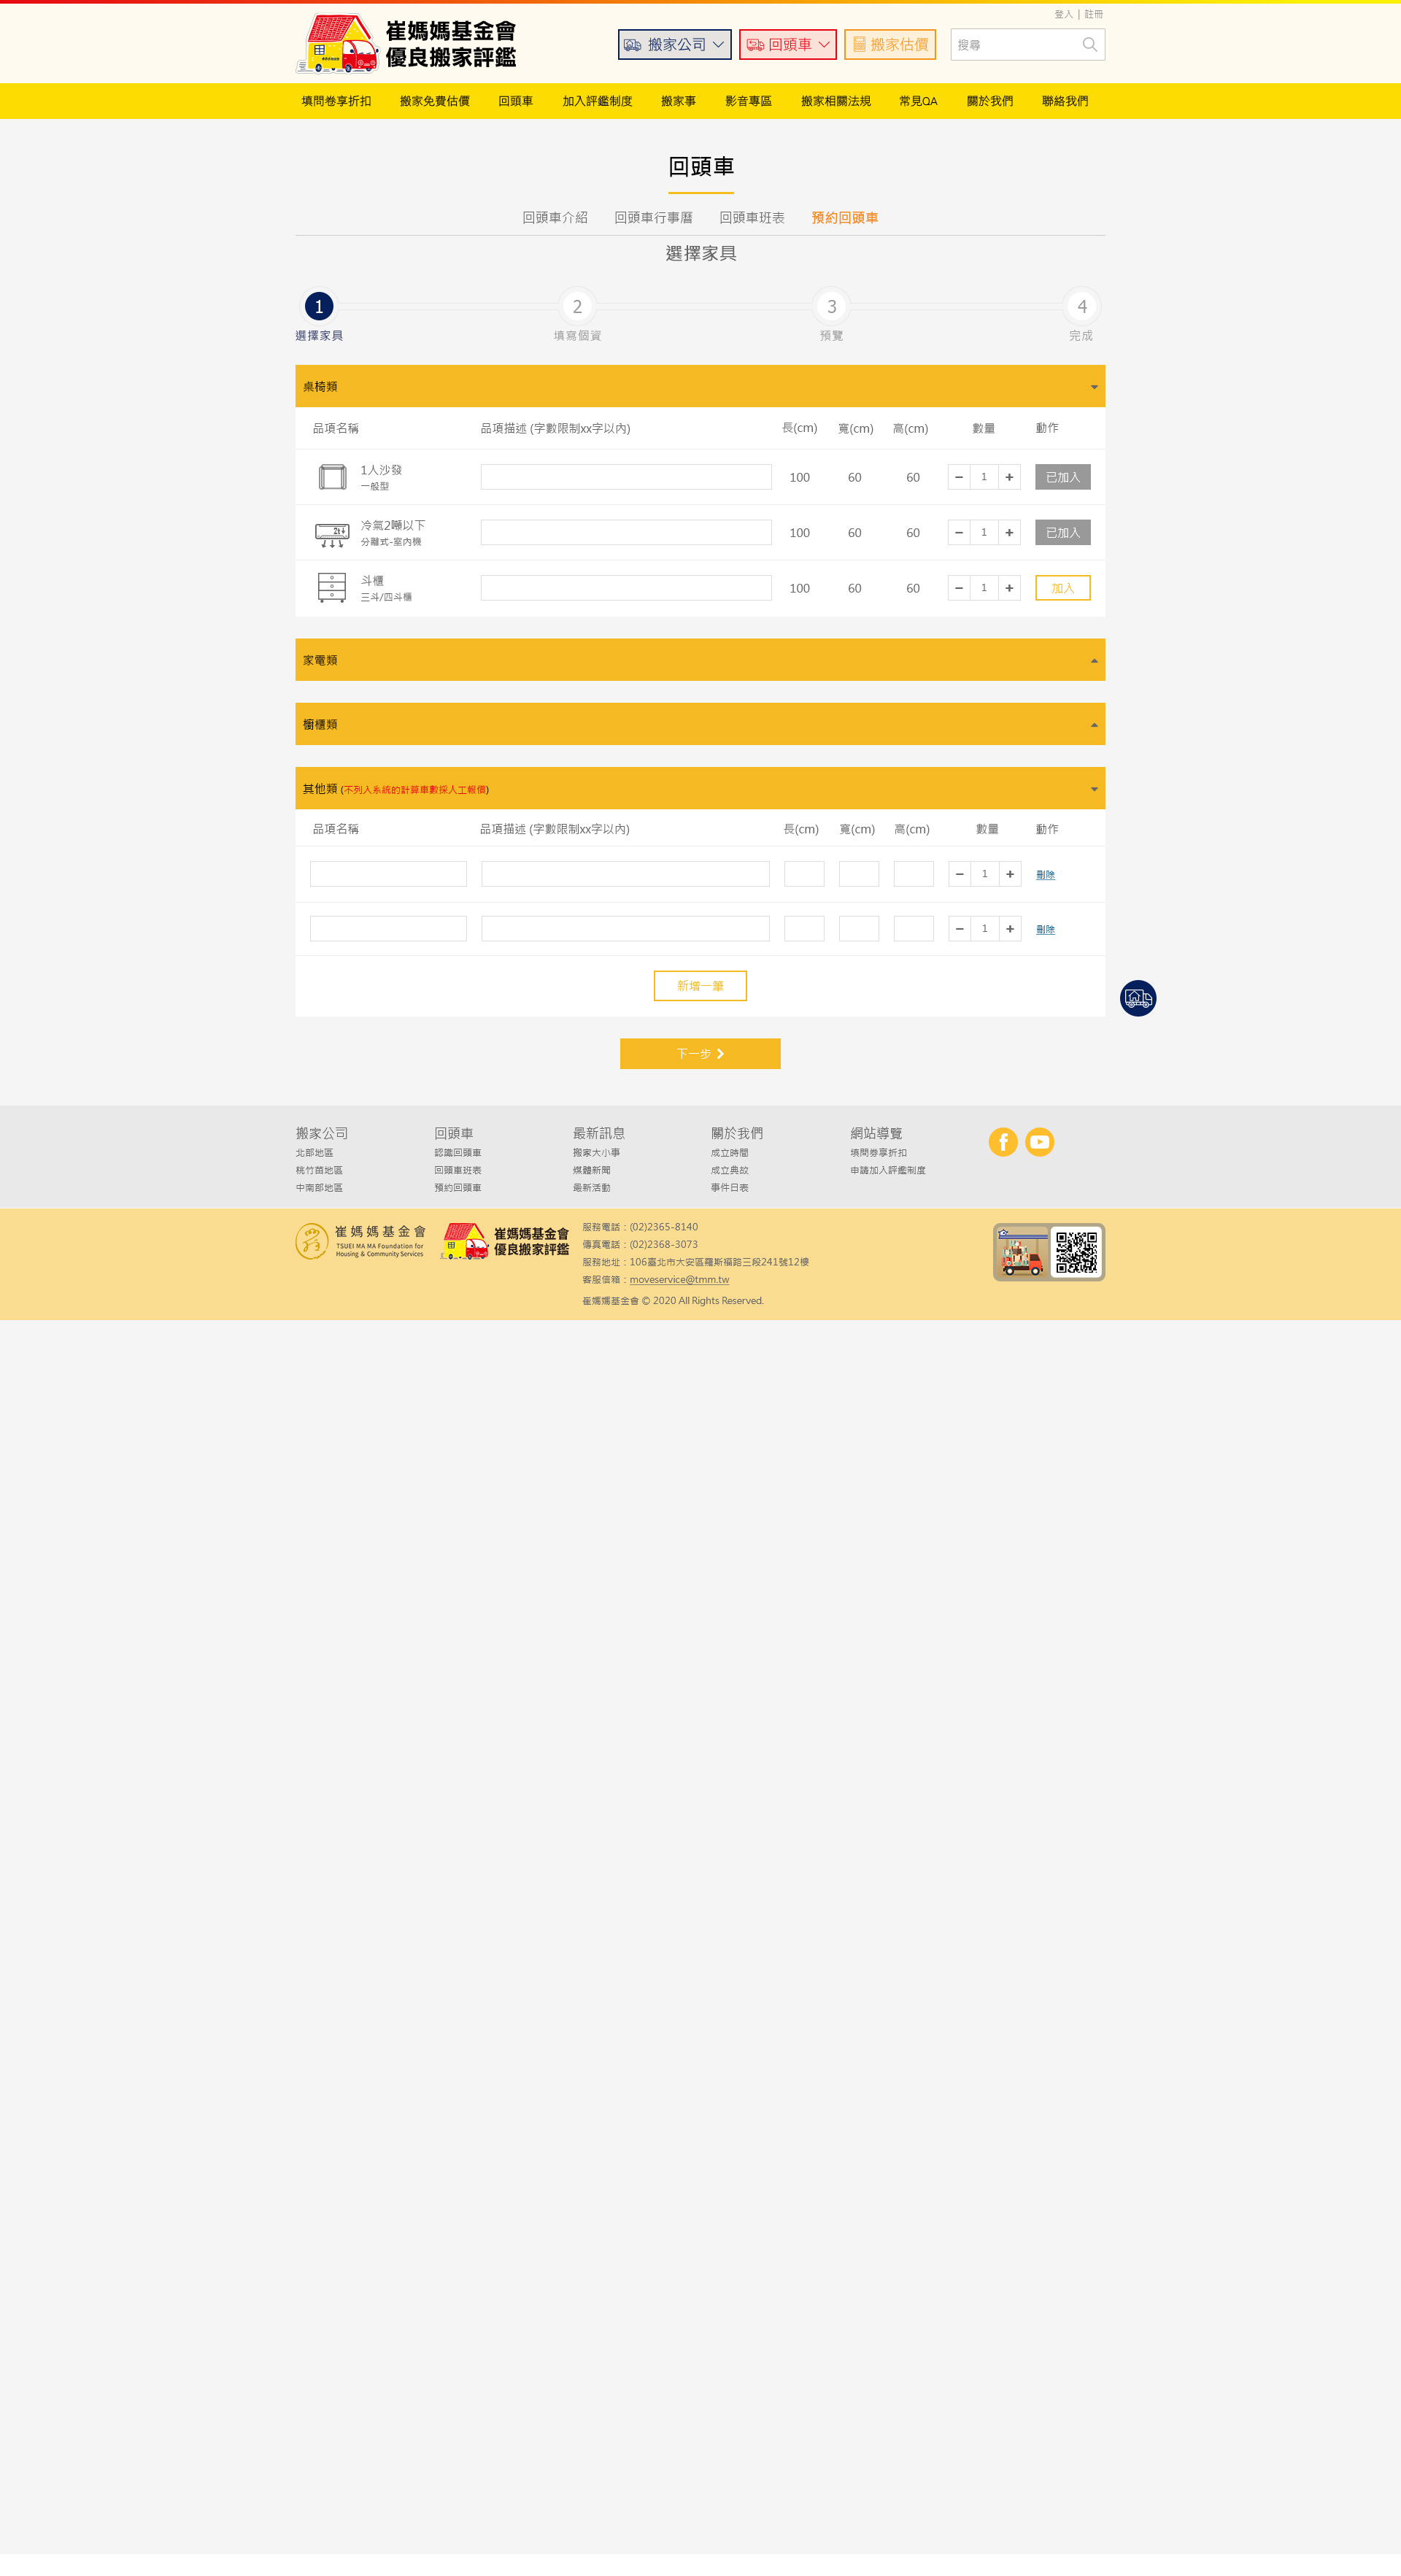 登入 | 註冊
崔媽媽基金會
優良搬家評鑑
搬家公司 回頭車 搬家估價 搜尋
填問卷享折扣 搬家免費估價 回頭車 加入評鑑制度 搬家事 影音專區 搬家相關法規 常見QA 關於我們 聯絡我們
回頭車
回頭車介紹 回頭車行事曆 回頭車班表 預約回頭車
選擇家具
1 2 3 4
選擇家具 填寫個資 預覽 完成
桌椅類
品項名稱 品項描述 (字數限制xx字以內) 長(cm) 寬(cm) 高(cm) 數量 動作
1人沙發
一般型
100 60 60 － 1 + 已加入
冷氣2噸以下
分離式-室內機
2t
100 60 60 － 1 + 已加入
斗櫃
三斗/四斗櫃
100 60 60 － 1 + 加入
家電類
櫥櫃類
其他類 (不列入系統的計算車數採人工報價)
品項名稱 品項描述 (字數限制xx字以內) 長(cm) 寬(cm) 高(cm) 數量 動作
－ 1 + 刪除
－ 1 + 刪除
新增一筆
下一步
搬家公司 回頭車 最新訊息 關於我們 網站導覽
北部地區 認識回頭車 搬家大小事 成立時間 填問券享折扣
桃竹苗地區 回頭車班表 媒體新聞 成立典故 申請加入評鑑制度
中南部地區 預約回頭車 最新活動 事件日表
崔媽媽基金會
TSUEI MA MA Foundation for
Housing & Community Services
崔媽媽基金會
優良搬家評鑑
服務電話：(02)2365-8140
傳真電話：(02)2368-3073
服務地址：106臺北市大安區羅斯福路三段241號12樓
客服信箱：moveservice@tmm.tw
崔媽媽基金會 © 2020 All Rights Reserved.